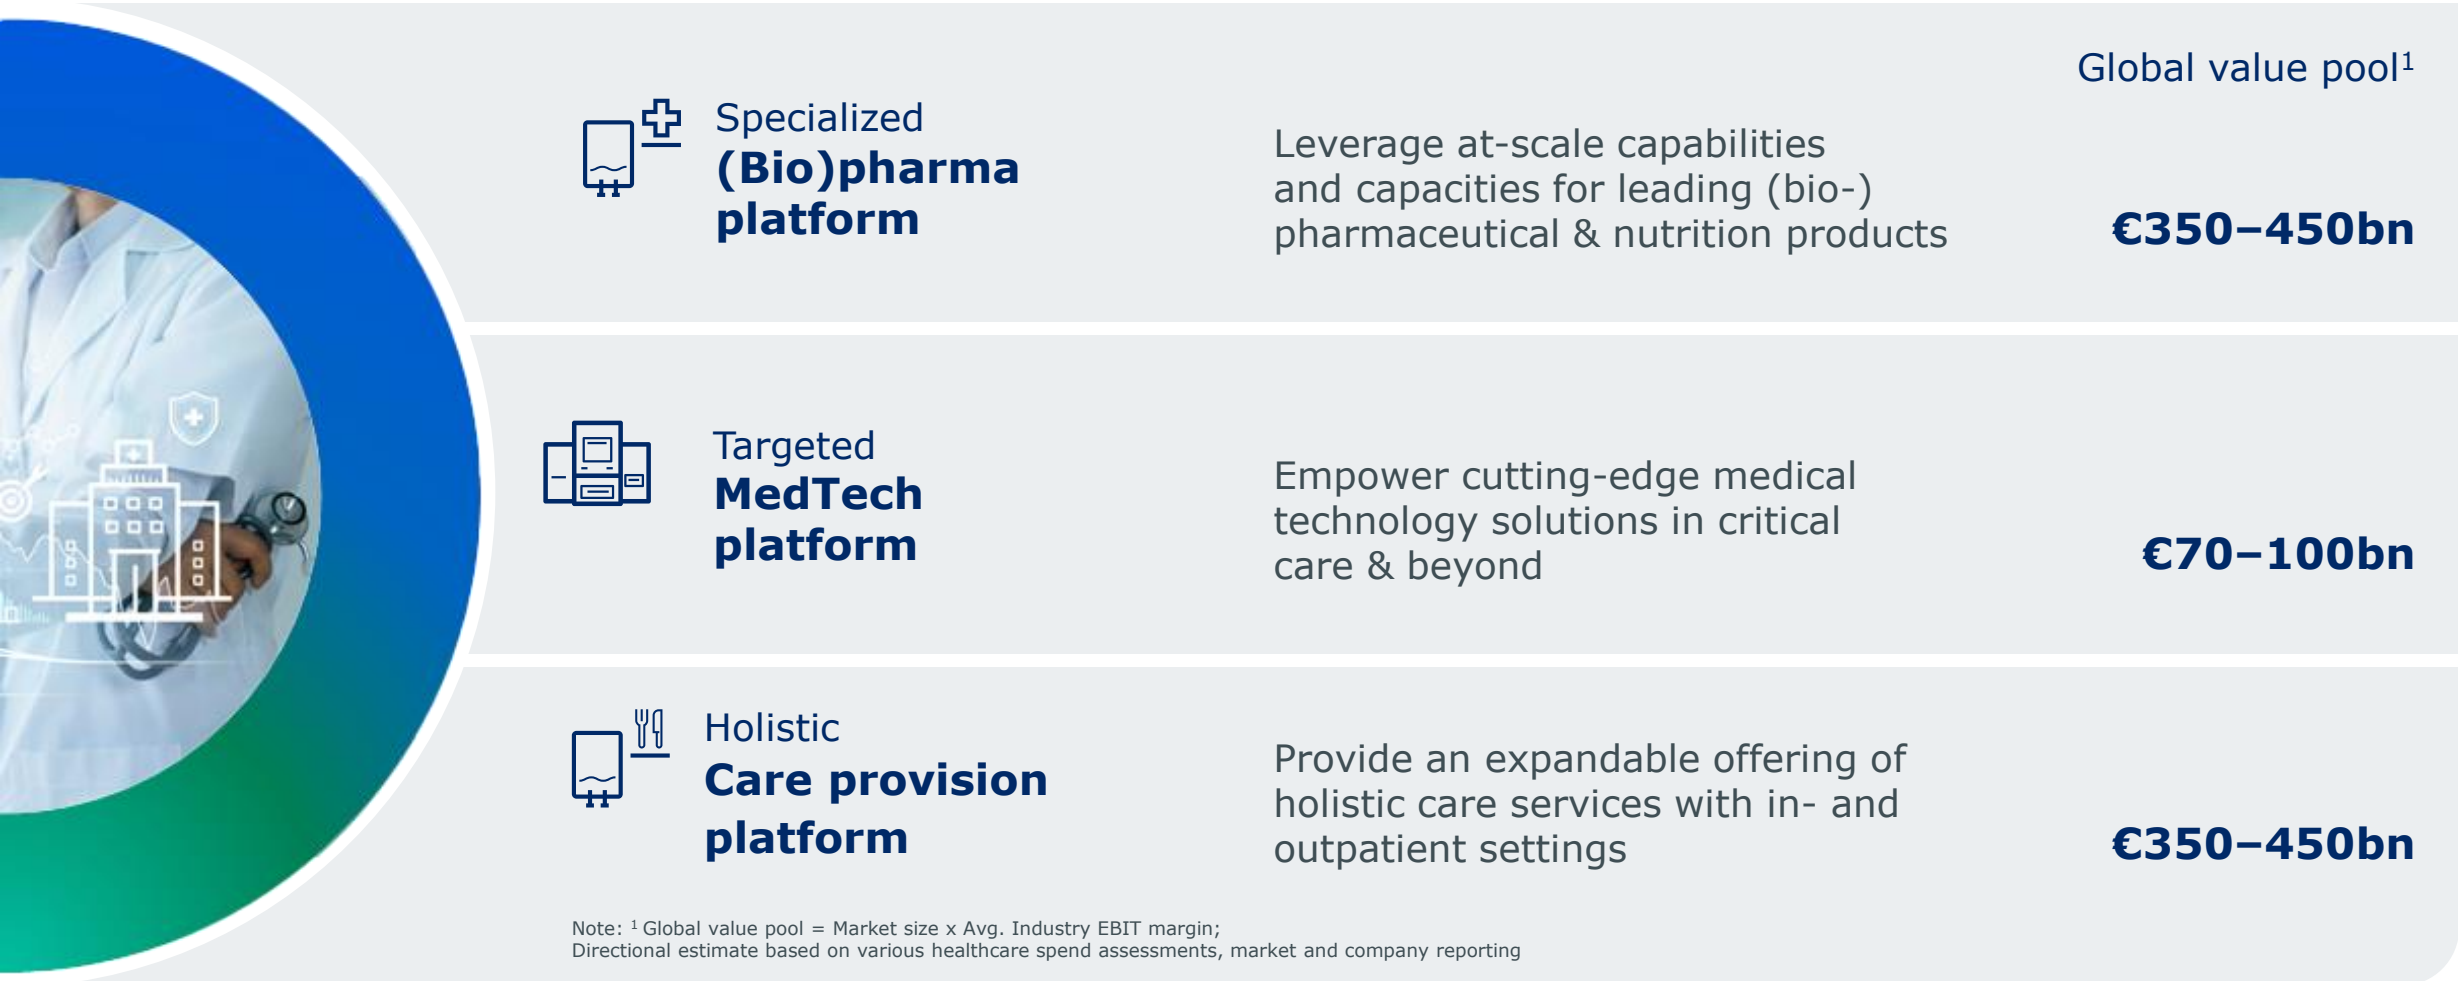 Global value pool¹
Specialized
(Bio)pharma
platform
Leverage at-scale capabilities
and capacities for leading (bio-)
pharmaceutical & nutrition products
€350–450bn
Targeted
MedTech
platform
Empower cutting-edge medical
technology solutions in critical
care & beyond
€70–100bn
Holistic
Care provision
platform
Provide an expandable offering of
holistic care services with in- and
outpatient settings
€350–450bn
Note: ¹ Global value pool = Market size x Avg. Industry EBIT margin;
Directional estimate based on various healthcare spend assessments, market and company reporting